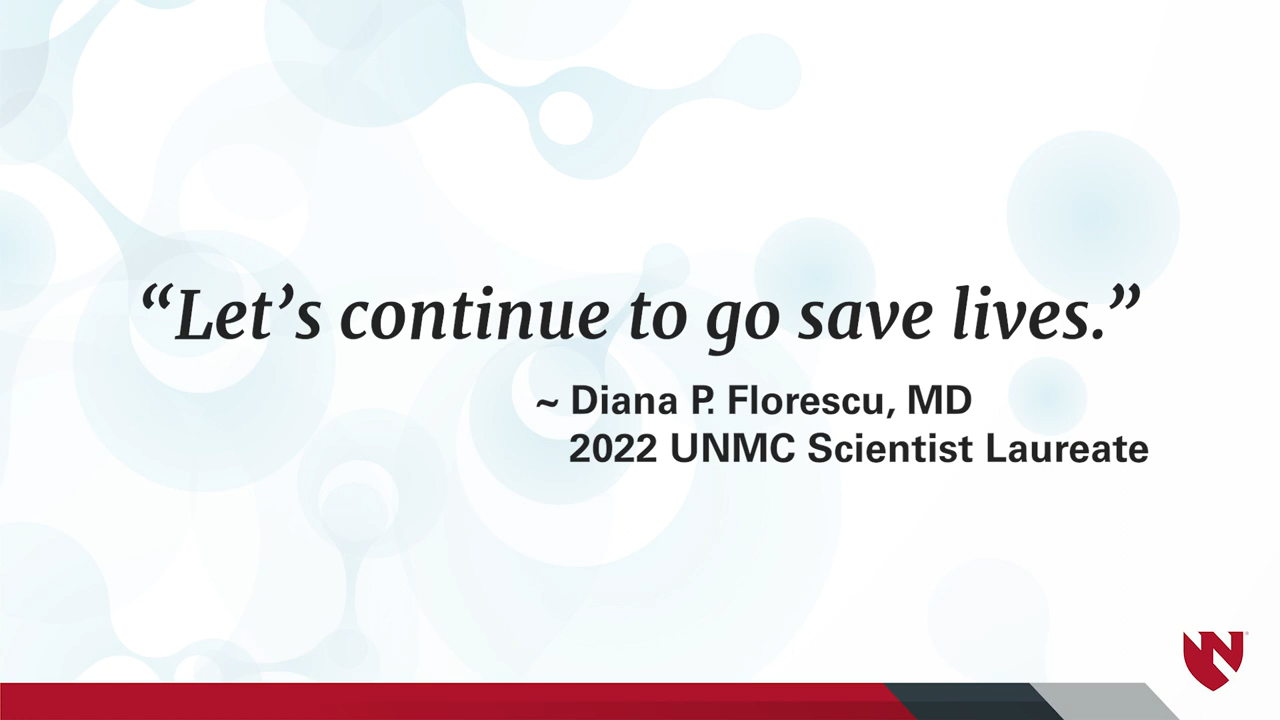 “Let’s continue to go save lives.”
~ Diana P. Florescu, MD
2022 UNMC Scientist Laureate